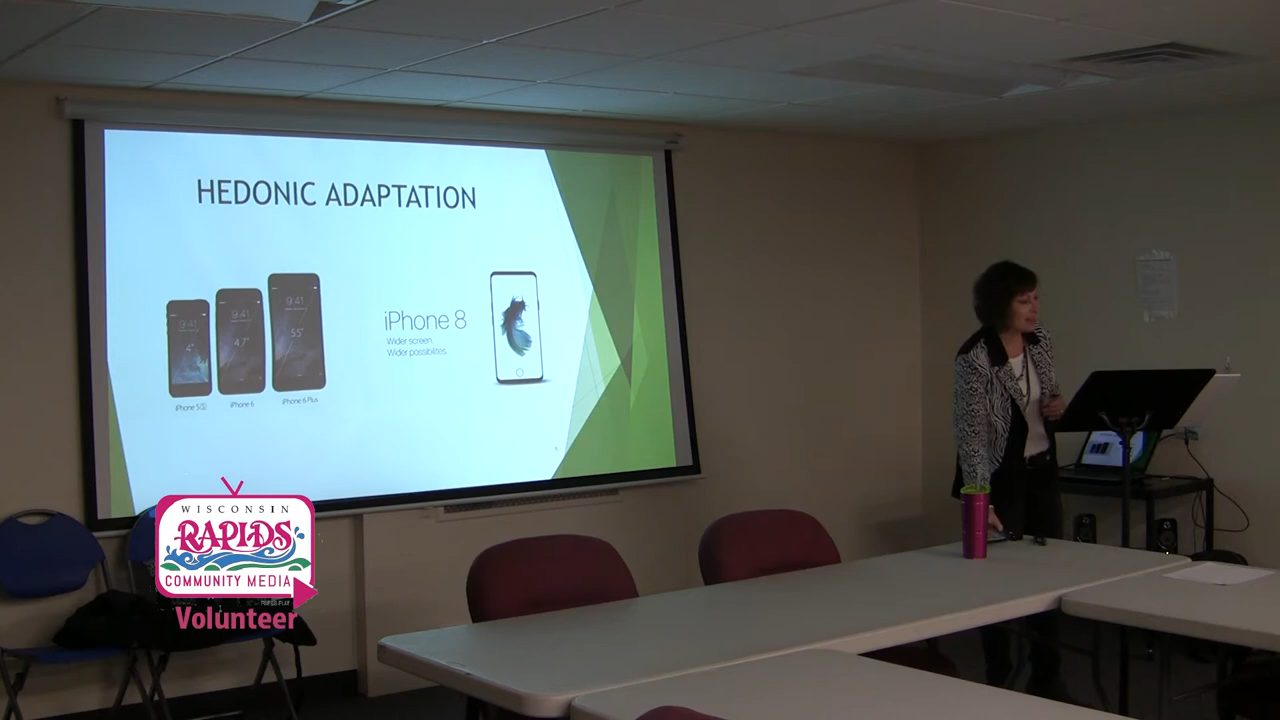 HEDONIC ADAPTATION
9:41
9:41
9:41
4"
4.7"
5.5"
iPhone 8
Wider screen.
Wider possibilites.
iPhone 5(S)
iPhone 6
iPhone 6 Plus
WISCONSIN
RAPIDS
COMMUNITY MEDIA
Volunteer